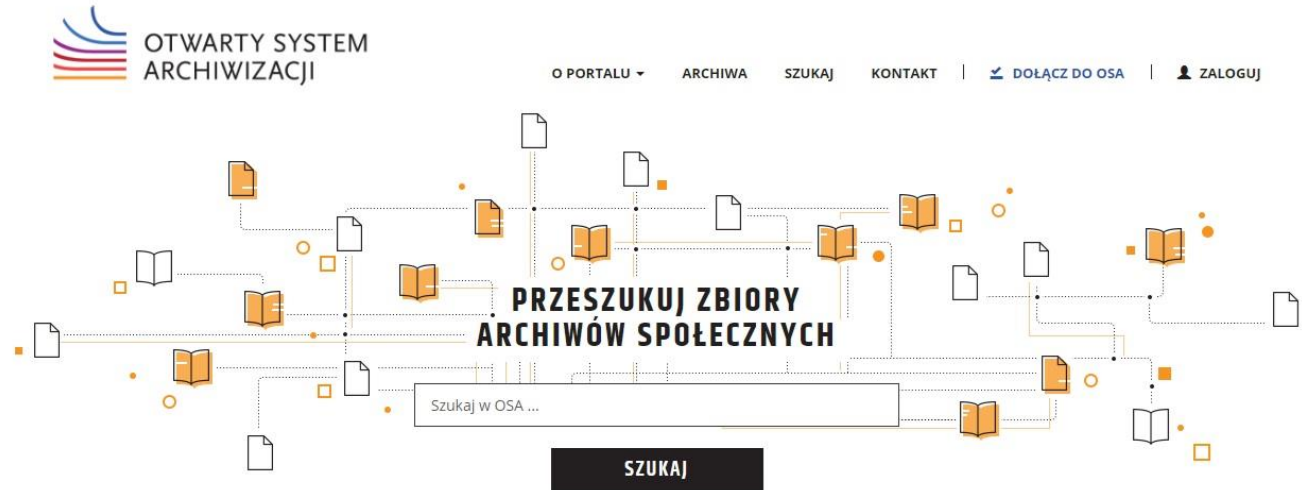 OTWARTY SYSTEM
ARCHIWIZACJI
O PORTALU
ARCHIWA
SZUKAJ
KONTAKT
DOŁĄCZ DO OSA
ZALOGUJ
PRZESZUKUJ ZBIORY
ARCHIWÓW SPOŁECZNYCH
Szukaj w OSA ...
SZUKAJ